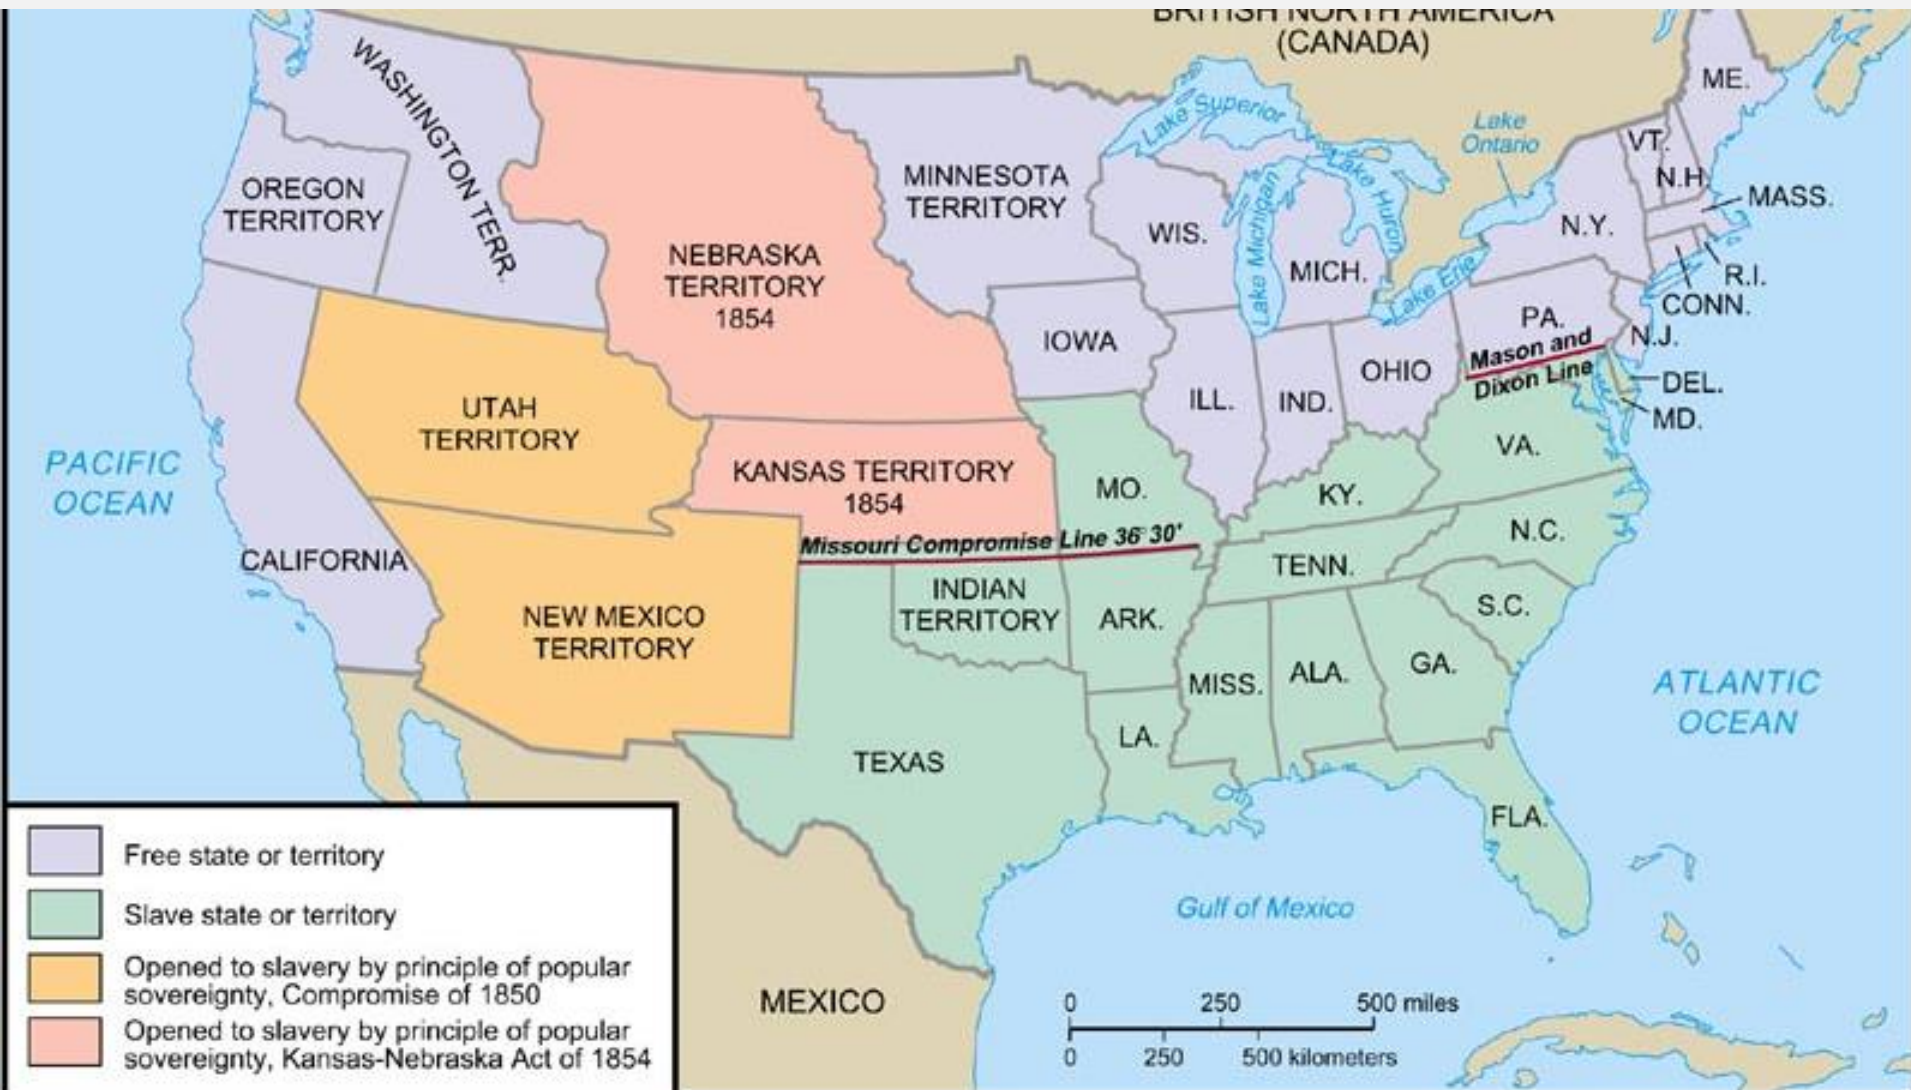 BRITISH NORTH AMERICA
(CANADA)
WASHINGTON TERR.
OREGON
TERRITORY
NEBRASKA
TERRITORY
1854
MINNESOTA
TERRITORY
Lake Superior
Lake Michigan
Lake Huron
Lake
Ontario
Lake Erie
ME.
VT.
N.H.
MASS.
N.Y.
R.I.
CONN.
WIS.
MICH.
PA.
N.J.
Mason and
Dixon Line
DEL.
MD.
IOWA
ILL.
IND.
OHIO
UTAH
TERRITORY
KANSAS TERRITORY
1854
MO.
KY.
VA.
PACIFIC
OCEAN
CALIFORNIA
Missouri Compromise Line 36°30'
N.C.
TENN.
NEW MEXICO
TERRITORY
INDIAN
TERRITORY
ARK.
S.C.
MISS.
ALA.
GA.
ATLANTIC
OCEAN
TEXAS
LA.
FLA.
Gulf of Mexico
MEXICO
Free state or territory
Slave state or territory
Opened to slavery by principle of popular
sovereignty, Compromise of 1850
Opened to slavery by principle of popular
sovereignty, Kansas-Nebraska Act of 1854
0 250 500 miles
0 250 500 kilometers